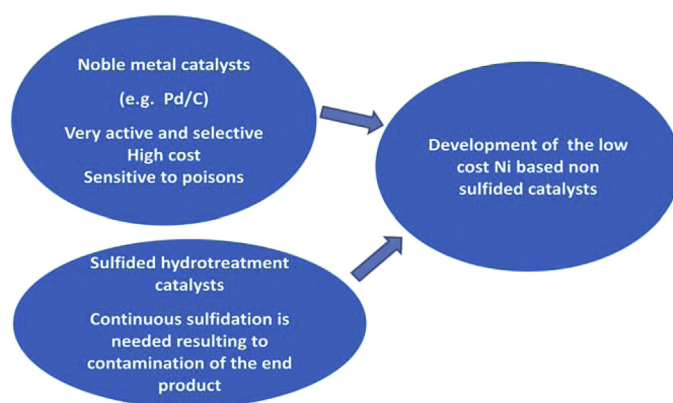 Noble metal catalysts
(e.g. Pd/C)
Very active and selective
High cost
Sensitive to poisons
Development of the low
cost Ni based non
sulfided catalysts
Sulfided hydrotreatment
catalysts
Continuous sulfidation is
needed resulting to
contamination of the end
product